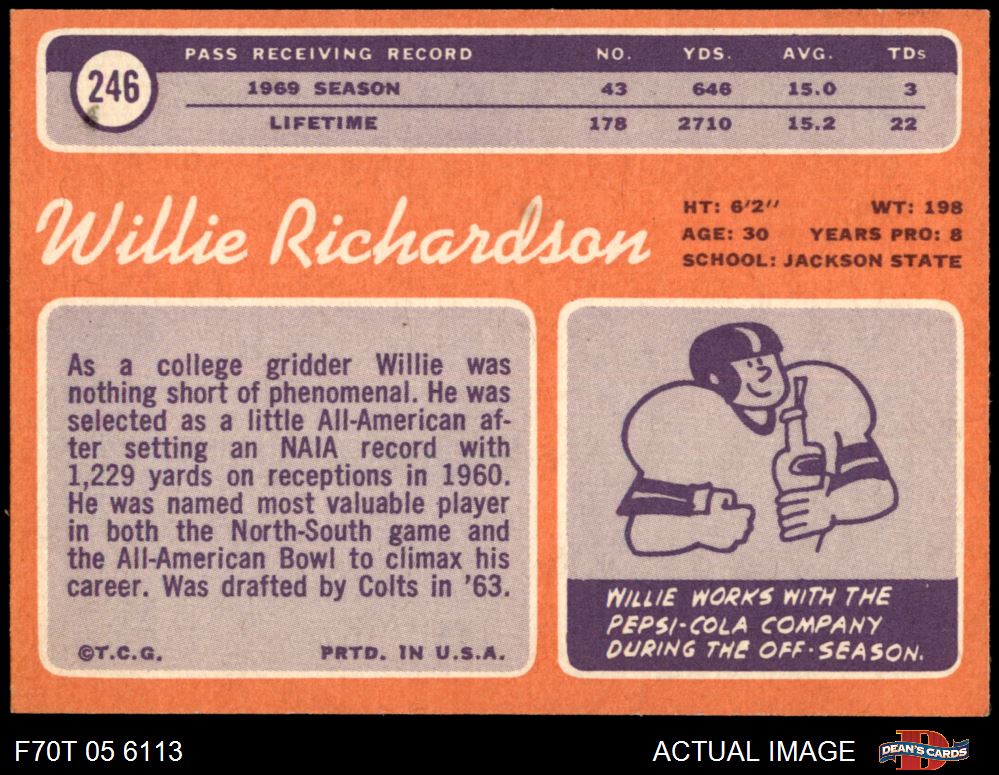 246
PASS RECEIVING RECORD NO. YDS. AVG. TDs
1969 SEASON 43 646 15.0 3
LIFETIME 178 2710 15.2 22
Willie Richardson
HT: 6'2" WT: 198
AGE: 30 YEARS PRO: 8
SCHOOL: JACKSON STATE
As a college gridder Willie was
nothing short of phenomenal. He was
selected as a little All-American af-
ter setting an NAIA record with
1,229 yards on receptions in 1960.
He was named most valuable player
in both the North-South game and
the All-American Bowl to climax his
career. Was drafted by Colts in '63.
©T.C.G. PRTD. IN U.S.A.
WILLIE WORKS WITH THE
PEPSI-COLA COMPANY
DURING THE OFF-SEASON.
F70T 05 6113
ACTUAL IMAGE
D
DEAN'S CARDS